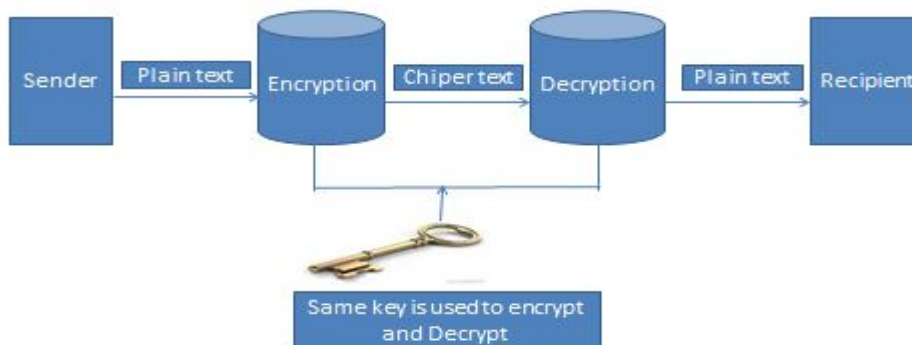 Sender
Plain text
Encryption
Chiper text
Decryption
Plain text
Recipient
Same key is used to encrypt
and Decrypt